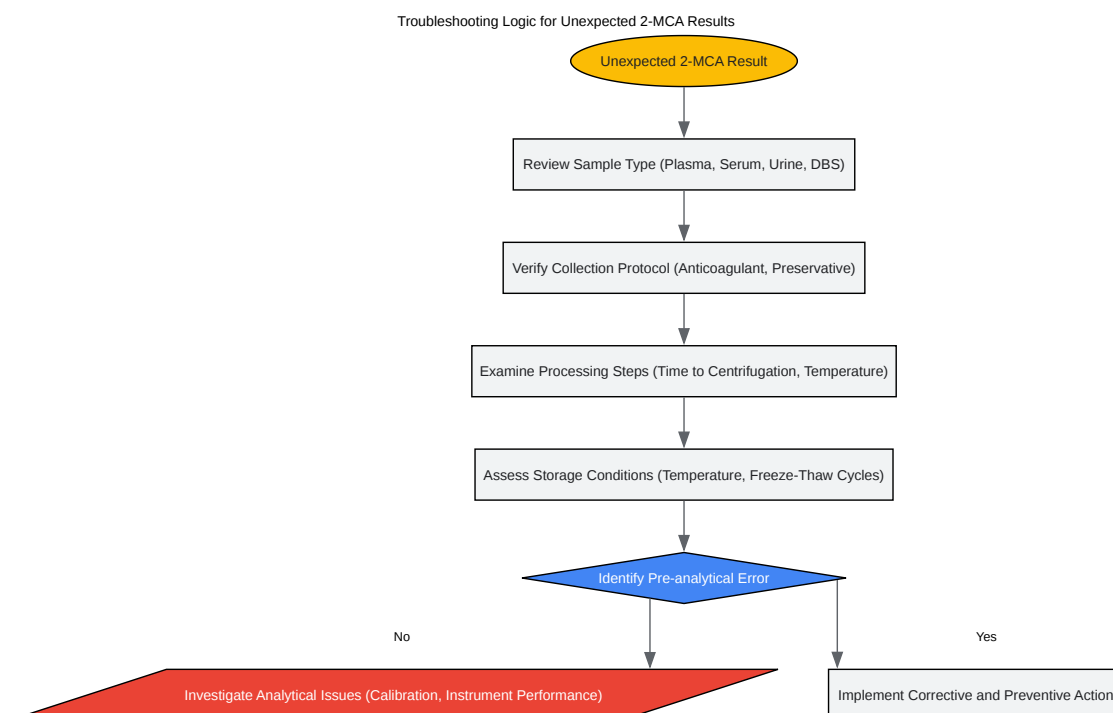 Troubleshooting Logic for Unexpected 2-MCA Results
Unexpected 2-MCA Result
Review Sample Type (Plasma, Serum, Urine, DBS)
Verify Collection Protocol (Anticoagulant, Preservative)
Examine Processing Steps (Time to Centrifugation, Temperature)
Assess Storage Conditions (Temperature, Freeze-Thaw Cycles)
Identify Pre-analytical Error
No
Yes
Investigate Analytical Issues (Calibration, Instrument Performance)
Implement Corrective and Preventive Action